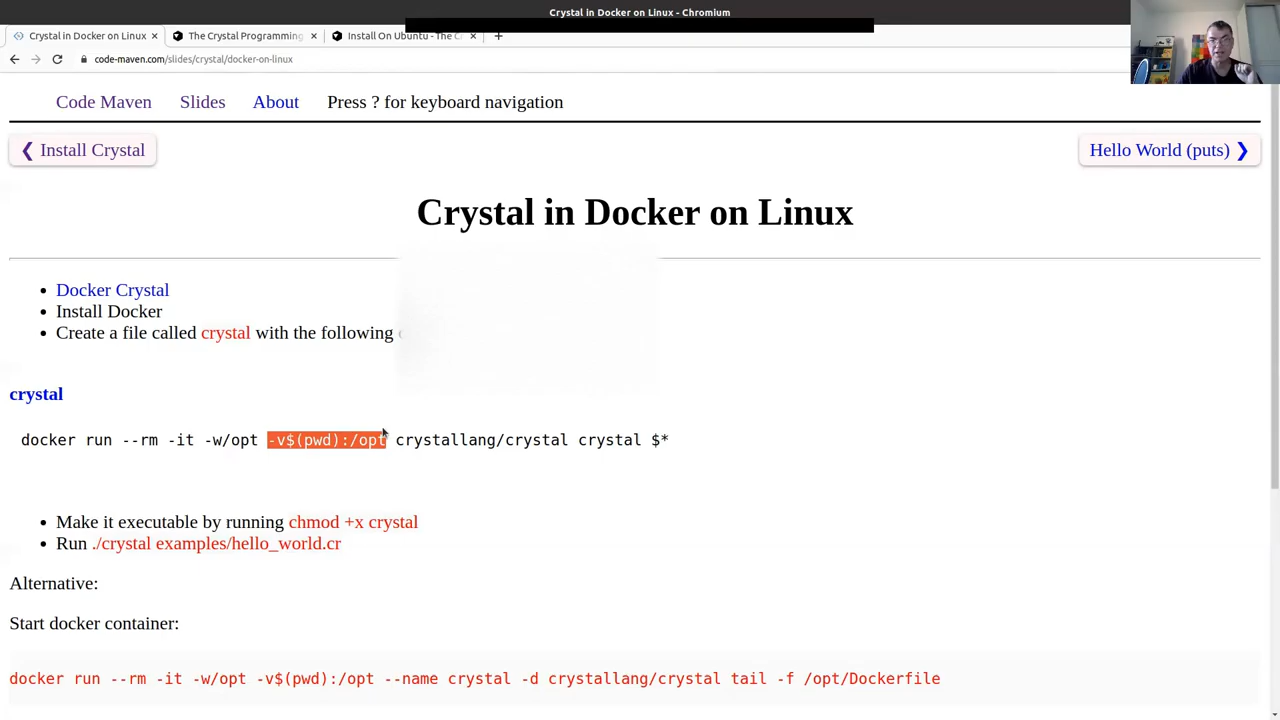 Crystal in Docker on Linux - Chromium
Crystal in Docker on Linux × The Crystal Programming × Install On Ubuntu - The C × +
code-maven.com/slides/crystal/docker-on-linux
Code Maven Slides About Press ? for keyboard navigation
❮ Install Crystal Hello World (puts) ❯
Crystal in Docker on Linux
• Docker Crystal
• Install Docker
• Create a file called crystal with the following
crystal
docker run --rm -it -w/opt -v$(pwd):/opt crystallang/crystal crystal $*
• Make it executable by running chmod +x crystal
• Run ./crystal examples/hello_world.cr
Alternative:
Start docker container:
docker run --rm -it -w/opt -v$(pwd):/opt --name crystal -d crystallang/crystal tail -f /opt/Dockerfile